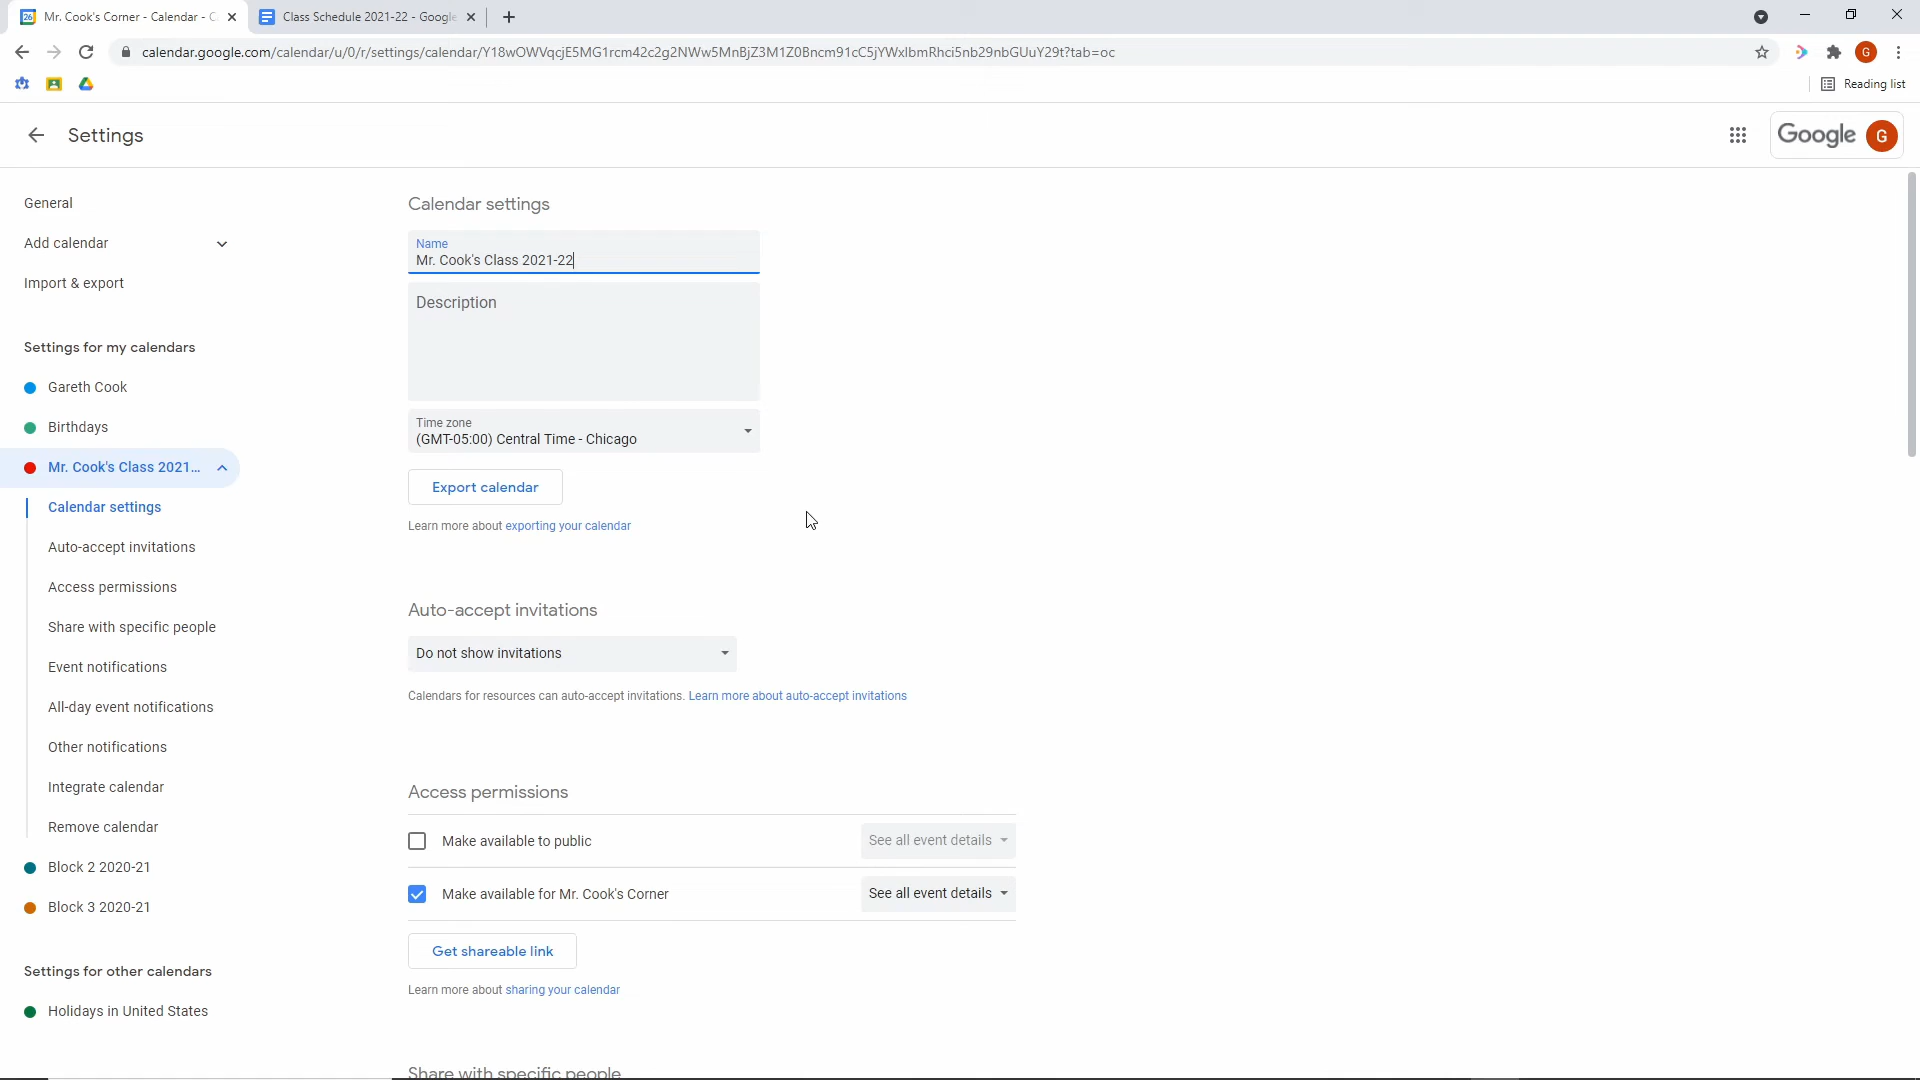 26 Mr. Cook's Corner - Calendar - C
Class Schedule 2021-22 - Google
calendar.google.com/calendar/u/0/r/settings/calendar/Y18wOWVqcjE5MG1rcm42c2g2NWw5MnBjZ3M1Z0Bncm91cC5jYWxlbmRhci5nb29nbGUuY29t?tab=oc
G
Reading list
Settings
Google G
General
Add calendar
Import & export
Settings for my calendars
Gareth Cook
Birthdays
Mr. Cook's Class 2021...
Calendar settings
Auto-accept invitations
Access permissions
Share with specific people
Event notifications
All-day event notifications
Other notifications
Integrate calendar
Remove calendar
Block 2 2020-21
Block 3 2020-21
Settings for other calendars
Holidays in United States
Calendar settings
Name
Mr. Cook's Class 2021-22
Description
Time zone
(GMT-05:00) Central Time - Chicago
Export calendar
Learn more about exporting your calendar
Auto-accept invitations
Do not show invitations
Calendars for resources can auto-accept invitations. Learn more about auto-accept invitations
Access permissions
Make available to public
See all event details
Make available for Mr. Cook's Corner
See all event details
Get shareable link
Learn more about sharing your calendar
Share with specific people